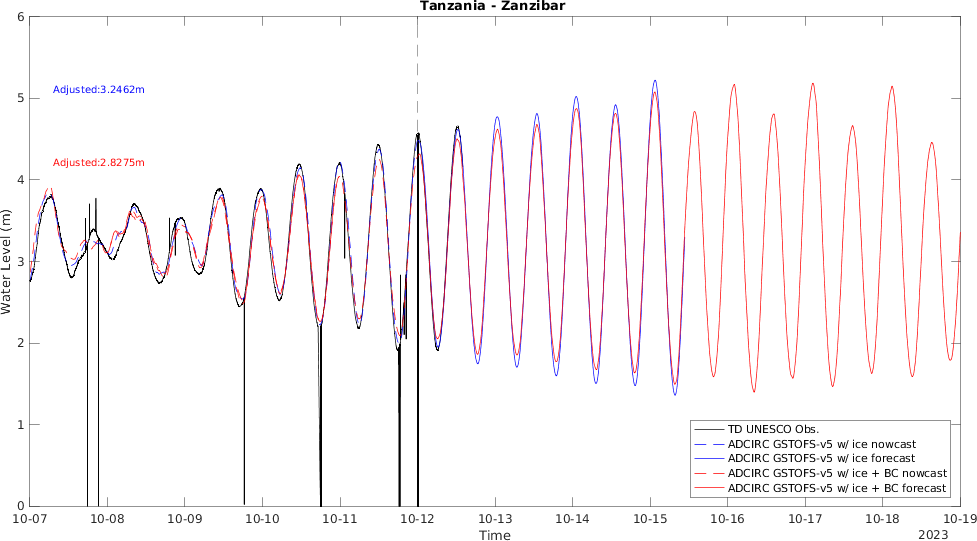 Tanzania - Zanzibar
6
5
4
3
2
1
0
Water Level (m)
Adjusted:3.2462m
Adjusted:2.8275m
TD UNESCO Obs.
ADCIRC GSTOFS-v5 w/ ice nowcast
ADCIRC GSTOFS-v5 w/ ice forecast
ADCIRC GSTOFS-v5 w/ ice + BC nowcast
ADCIRC GSTOFS-v5 w/ ice + BC forecast
10-07 10-08 10-09 10-10 10-11 10-12 10-13 10-14 10-15 10-16 10-17 10-18 10-19
Time
2023